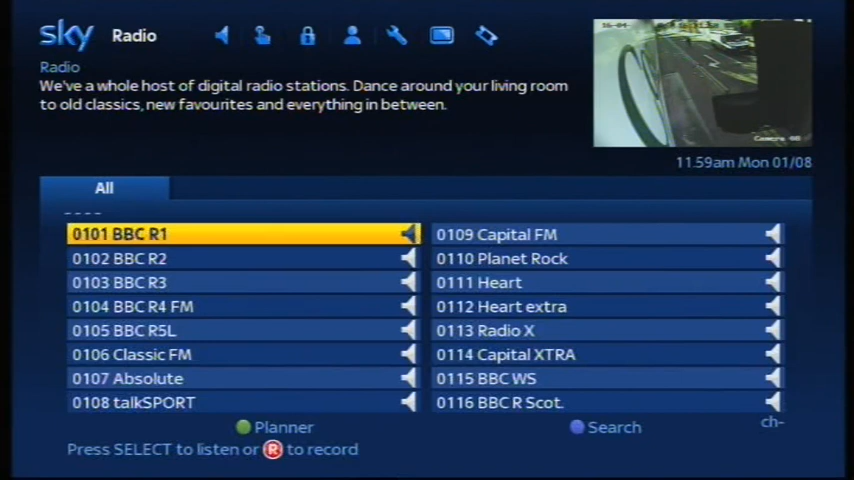 sky Radio
Radio
We've a whole host of digital radio stations. Dance around your living room
to old classics, new favourites and everything in between.
Camera
11.59am Mon 01/08
All
0101 BBC R1
0102 BBC R2
0103 BBC R3
0104 BBC R4 FM
0105 BBC R5L
0106 Classic FM
0107 Absolute
0108 talkSPORT
0109 Capital FM
0110 Planet Rock
0111 Heart
0112 Heart extra
0113 Radio X
0114 Capital XTRA
0115 BBC WS
0116 BBC R Scot.
ch-
Planner
Search
Press SELECT to listen or R to record